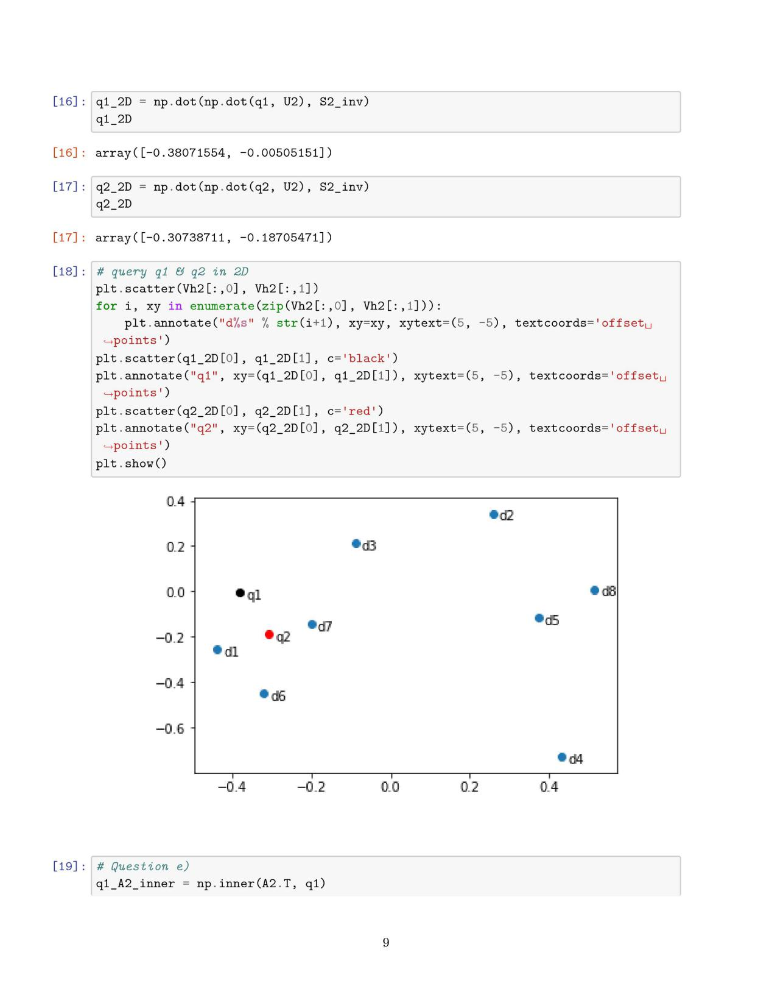 [16]: q1_2D = np.dot(np.dot(q1, U2), S2_inv)
q1_2D
[16]: array([-0.38071554, -0.00505151])
[17]: q2_2D = np.dot(np.dot(q2, U2), S2_inv)
q2_2D
[17]: array([-0.30738711, -0.18705471])
[18]: # query q1 & q2 in 2D
plt.scatter(Vh2[:,0], Vh2[:,1])
for i, xy in enumerate(zip(Vh2[:,0], Vh2[:,1])):
    plt.annotate("d%s" % str(i+1), xy=xy, xytext=(5, -5), textcoords='offset␣
↪points')
plt.scatter(q1_2D[0], q1_2D[1], c='black')
plt.annotate("q1", xy=(q1_2D[0], q1_2D[1]), xytext=(5, -5), textcoords='offset␣
↪points')
plt.scatter(q2_2D[0], q2_2D[1], c='red')
plt.annotate("q2", xy=(q2_2D[0], q2_2D[1]), xytext=(5, -5), textcoords='offset␣
↪points')
plt.show()
0.4
d2
0.2
d3
0.0
q1
d8
d5
d7
−0.2
q2
d1
−0.4
d6
−0.6
d4
−0.4 −0.2 0.0 0.2 0.4
[19]: # Question e)
q1_A2_inner = np.inner(A2.T, q1)
9